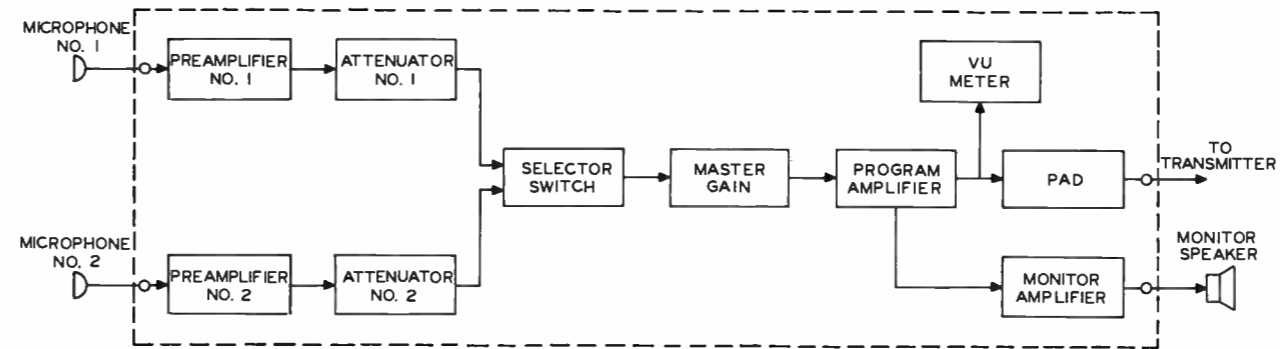 MICROPHONE
NO. 1
PREAMPLIFIER
NO. 1
ATTENUATOR
NO. 1
VU
METER
SELECTOR
SWITCH
MASTER
GAIN
PROGRAM
AMPLIFIER
PAD
TO
TRANSMITTER
MICROPHONE
NO. 2
PREAMPLIFIER
NO. 2
ATTENUATOR
NO. 2
MONITOR
AMPLIFIER
MONITOR
SPEAKER